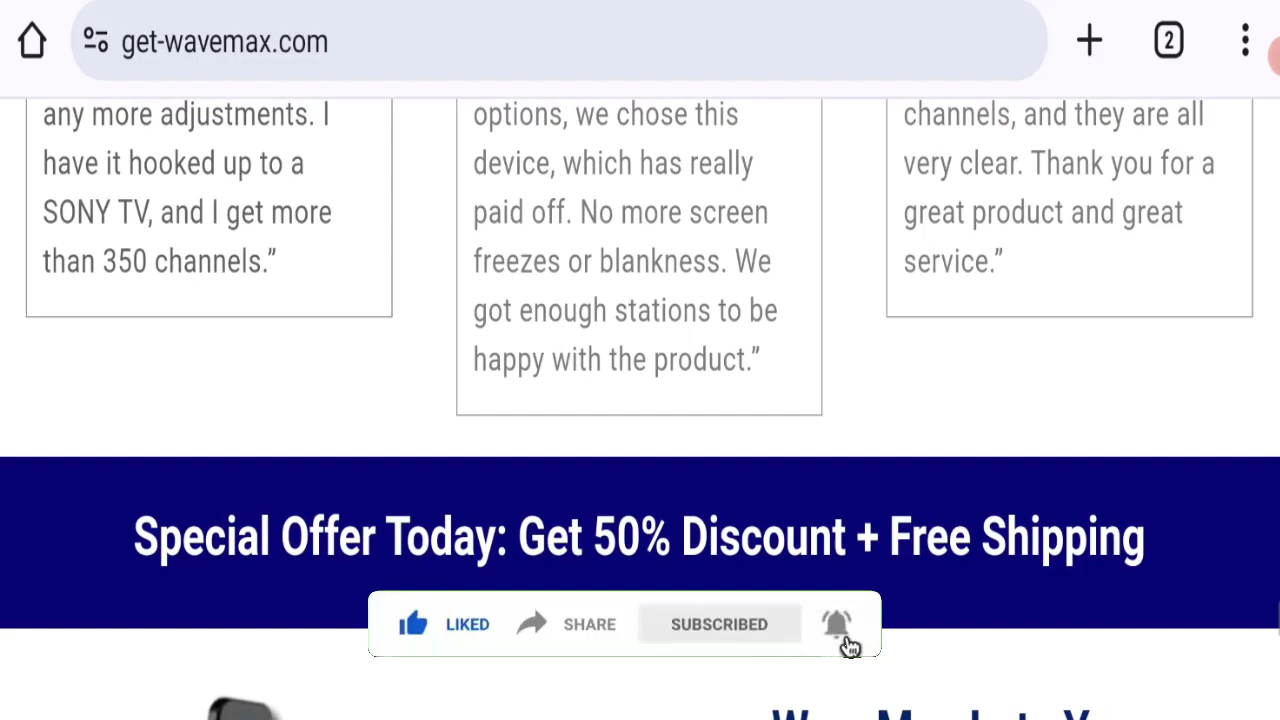 get-wavemax.com
2
any more adjustments. I
have it hooked up to a
SONY TV, and I get more
than 350 channels.”
options, we chose this
device, which has really
paid off. No more screen
freezes or blankness. We
got enough stations to be
happy with the product.”
channels, and they are all
very clear. Thank you for a
great product and great
service.”
Special Offer Today: Get 50% Discount + Free Shipping
LIKED SHARE SUBSCRIBED